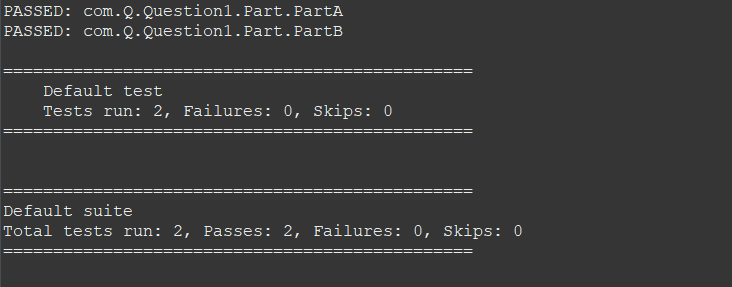 PASSED: com.Q.Question1.Part.PartA
PASSED: com.Q.Question1.Part.PartB
===============================================
    Default test
    Tests run: 2, Failures: 0, Skips: 0
===============================================
===============================================
Default suite
Total tests run: 2, Passes: 2, Failures: 0, Skips: 0
===============================================